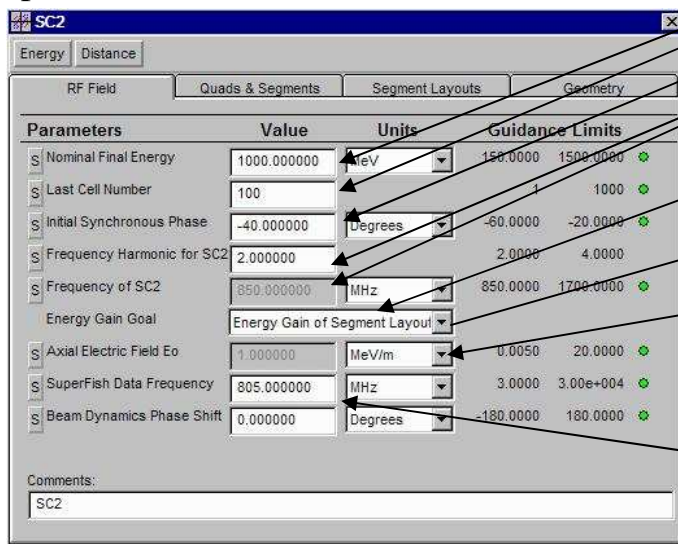 SC2
Energy Distance
RF Field Quads & Segments Segment Layouts Geometry
Parameters Value Units Guidance Limits
S Nominal Final Energy 1000.000000 MeV 150.0000 1500.0000
S Last Cell Number 100 1 1000
S Initial Synchronous Phase -40.000000 Degrees -60.0000 -20.0000
S Frequency Harmonic for SC2 2.000000 2.0000 4.0000
S Frequency of SC2 850.000000 MHz 850.0000 1700.0000
Energy Gain Goal Energy Gain of Segment Layout
S Axial Electric Field Eo 1.000000 MeV/m 0.0050 20.0000
S SuperFish Data Frequency 805.000000 MHz 3.0000 3.00e+004
S Beam Dynamics Phase Shift 0.000000 Degrees -180.0000 180.0000
Comments:
SC2